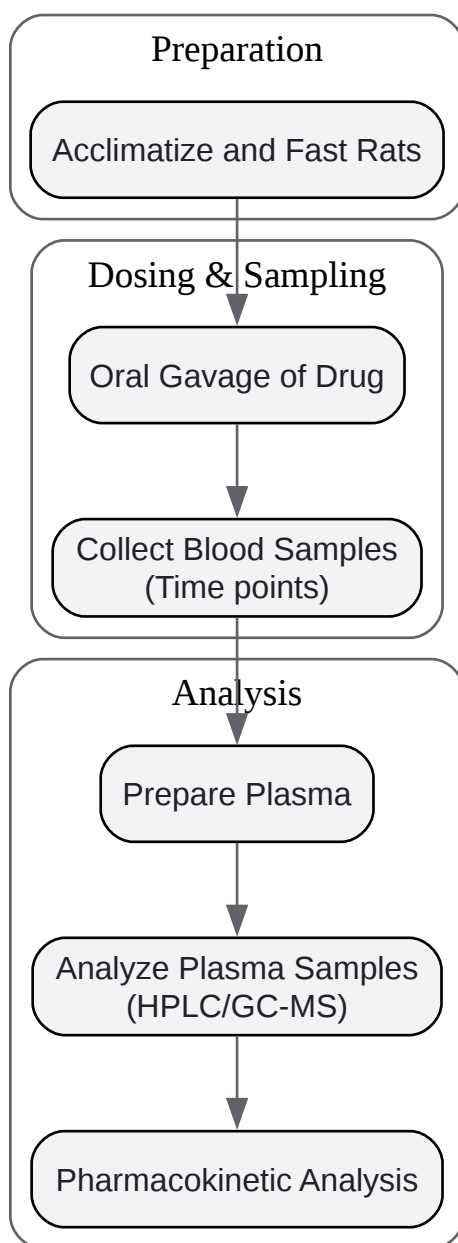 Preparation
Acclimatize and Fast Rats
Dosing & Sampling
Oral Gavage of Drug
Collect Blood Samples
(Time points)
Analysis
Prepare Plasma
Analyze Plasma Samples
(HPLC/GC-MS)
Pharmacokinetic Analysis